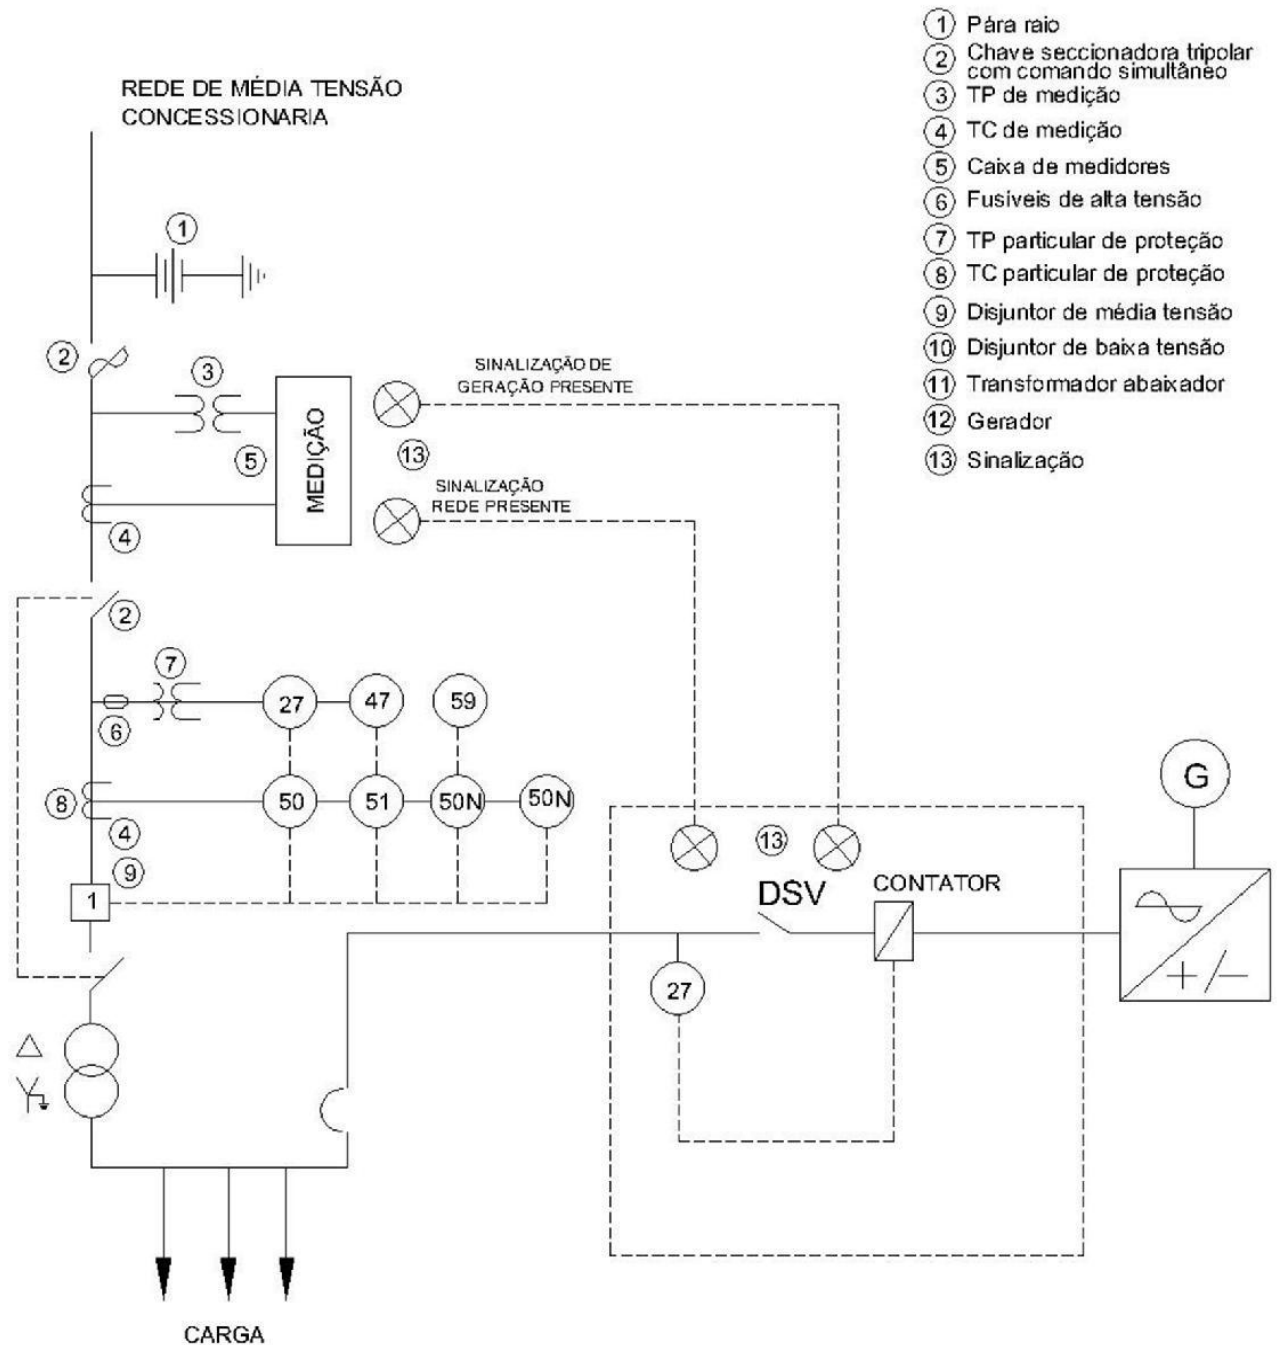 ① Pára raio
② Chave seccionadora tripolar
com comando simultâneo
③ TP de medição
④ TC de medição
⑤ Caixa de medidores
⑥ Fusíveis de alta tensão
⑦ TP particular de proteção
⑧ TC particular de proteção
⑨ Disjuntor de média tensão
⑩ Disjuntor de baixa tensão
⑪ Transformador abaixador
⑫ Gerador
⑬ Sinalização
REDE DE MÉDIA TENSÃO
CONCESSIONARIA
①
②
③
SINALIZAÇÃO DE
GERAÇÃO PRESENTE
MEDIÇÃO
⑤
⑬
SINALIZAÇÃO
REDE PRESENTE
④
②
⑦
27
47
59
⑥
⑧
50
51
50N
50N
④
⑨
1
⑬
DSV
CONTATOR
G
27
+/−
CARGA